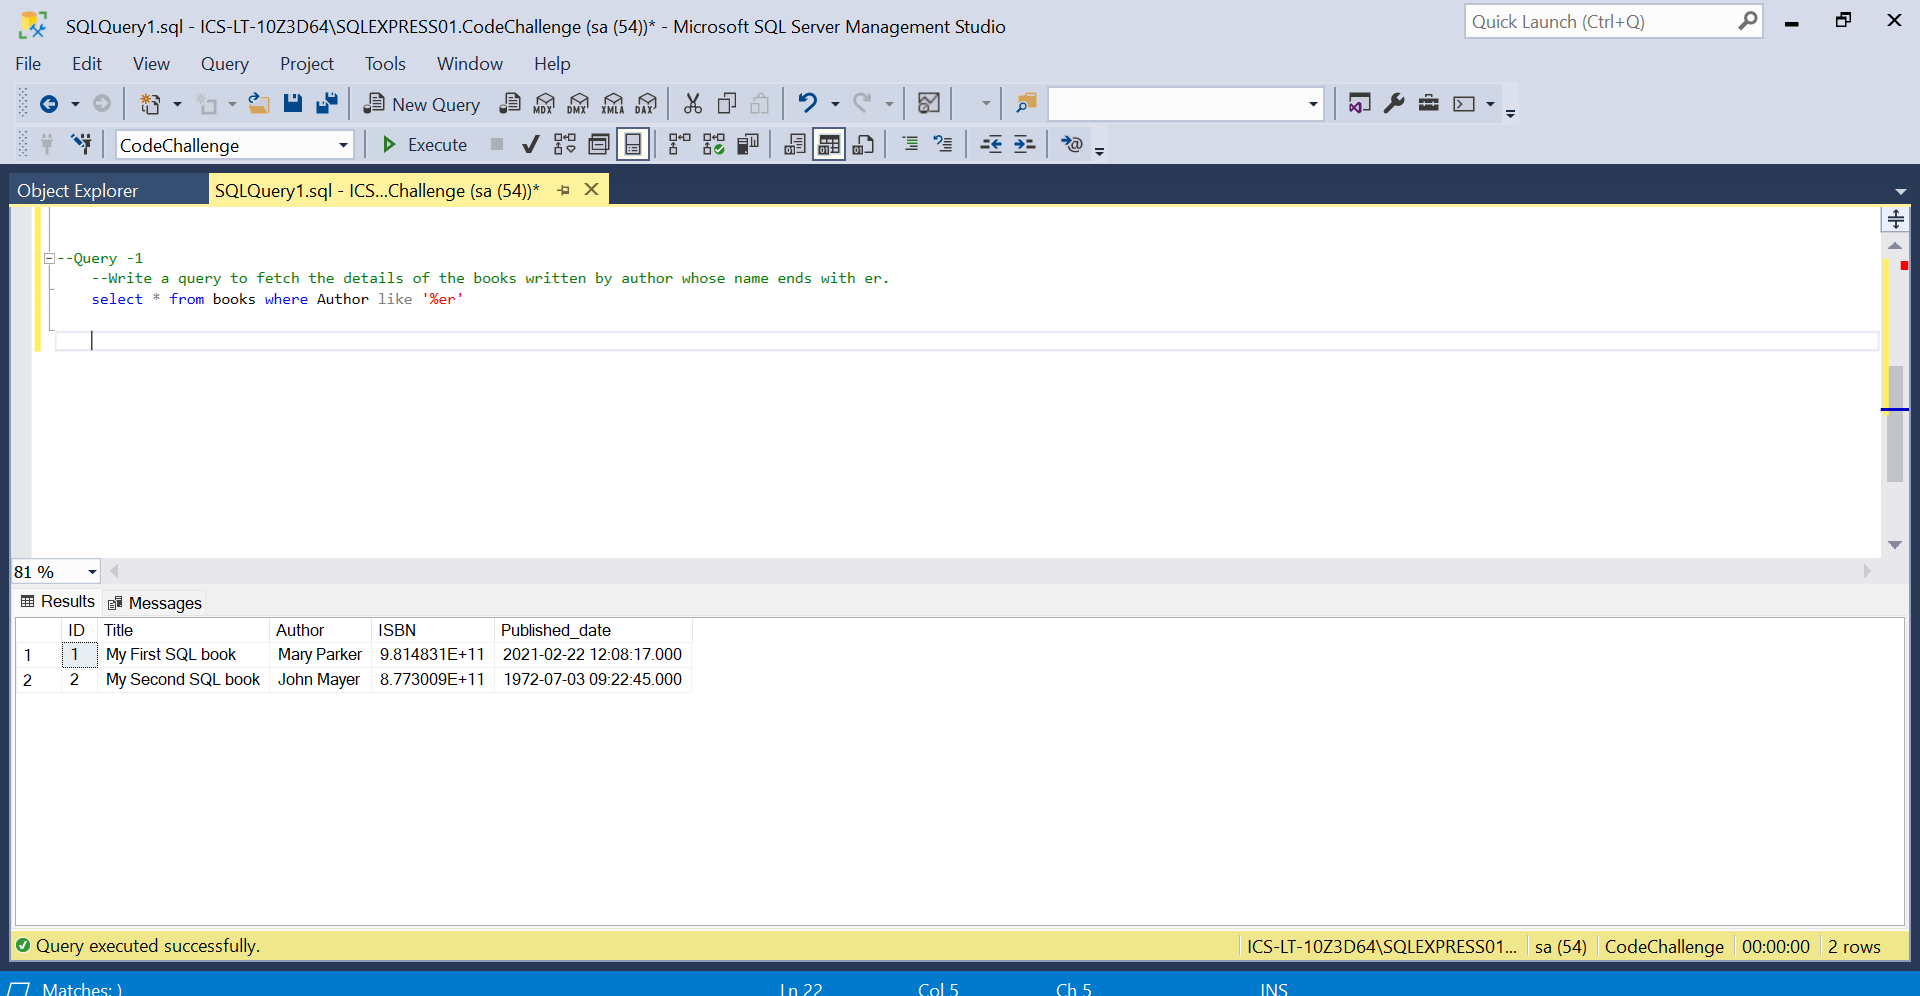 SQLQuery1.sql - ICS-LT-10Z3D64\SQLEXPRESS01.CodeChallenge (sa (54))* - Microsoft SQL Server Management Studio
Quick Launch (Ctrl+Q)
File Edit View Query Project Tools Window Help
New Query MDX DMX XMLA DAX
CodeChallenge Execute
Object Explorer SQLQuery1.sql - ICS...Challenge (sa (54))*
--Query -1
--Write a query to fetch the details of the books written by author whose name ends with er.
select * from books where Author like '%er'
81 %
Results Messages
ID Title Author ISBN Published_date
1 1 My First SQL book Mary Parker 9.814831E+11 2021-02-22 12:08:17.000
2 2 My Second SQL book John Mayer 8.773009E+11 1972-07-03 09:22:45.000
Query executed successfully. ICS-LT-10Z3D64\SQLEXPRESS01... sa (54) CodeChallenge 00:00:00 2 rows
Matches: ) Ln 22 Col 5 Ch 5 INS